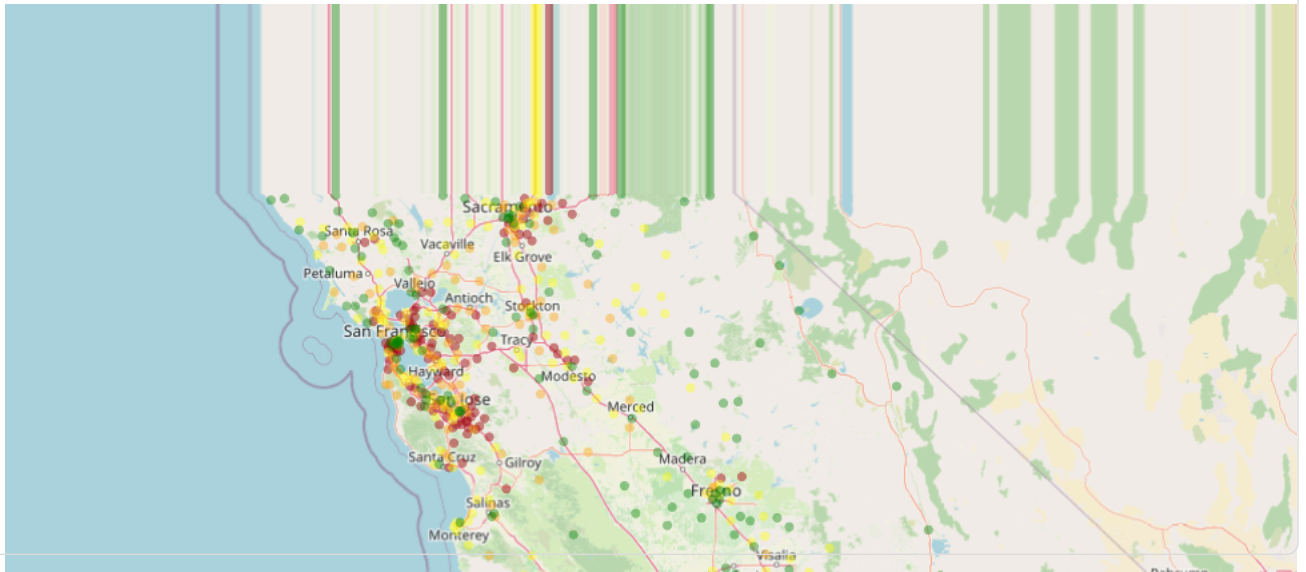 Sacramento
Santa Rosa
Vacaville
Elk Grove
Petaluma
Vallejo
Antioch
Stockton
San Francisco
Tracy
Hayward
Modesto
San Jose
Merced
Santa Cruz
Gilroy
Madera
Fresno
Salinas
Monterey
Visalia